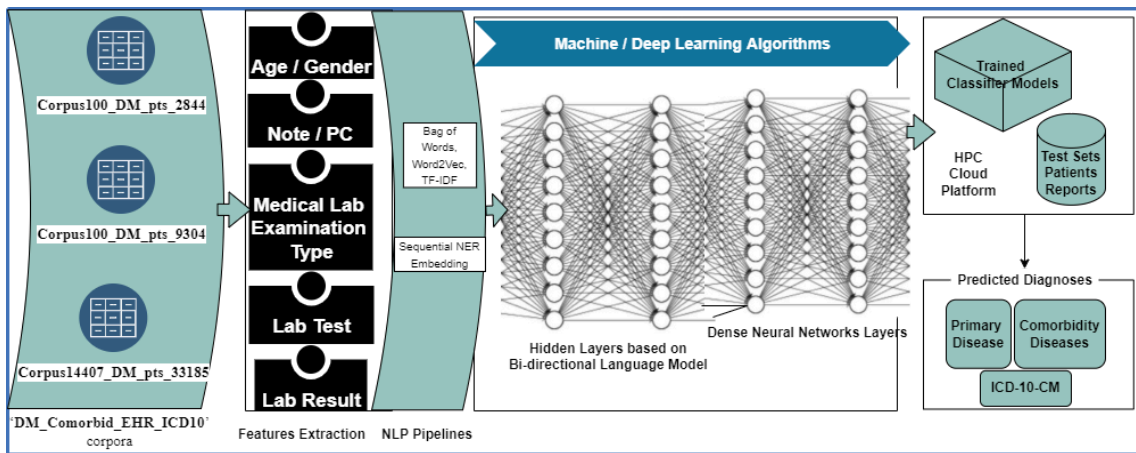 Corpus100_DM_pts_2844
Corpus100_DM_pts_9304
Corpus14407_DM_pts_33185
'DM_Comorbid_EHR_ICD10'
corpora
Age / Gender
Note / PC
Medical Lab
Examination
Type
Lab Test
Lab Result
Features Extraction
Bag of
Words,
Word2Vec,
TF-IDF
Sequential NER
Embedding
NLP Pipelines
Machine / Deep Learning Algorithms
Hidden Layers based on
Bi-directional Language Model
Dense Neural Networks Layers
Trained
Classifier Models
HPC
Cloud
Platform
Test Sets
Patients
Reports
Predicted Diagnoses
Primary
Disease
Comorbidity
Diseases
ICD-10-CM